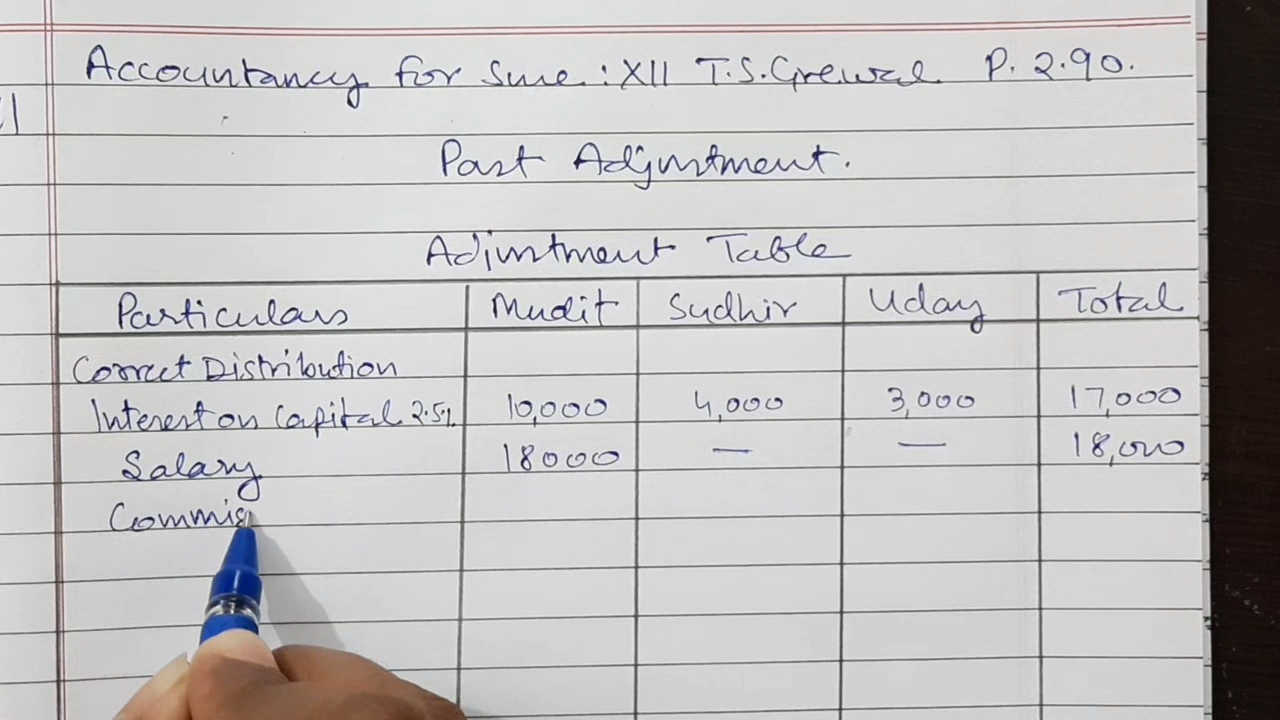 Accountancy for sure : XII T.S.Grewal P. 2.90.
Past Adjustment.
Adjustment Table
Particulars Mudit Sudhir Uday Total
Correct Distribution
Interest on Capital 2.5%. 10,000 4,000 3,000 17,000
Salary 18000 — — 18,000
Commis